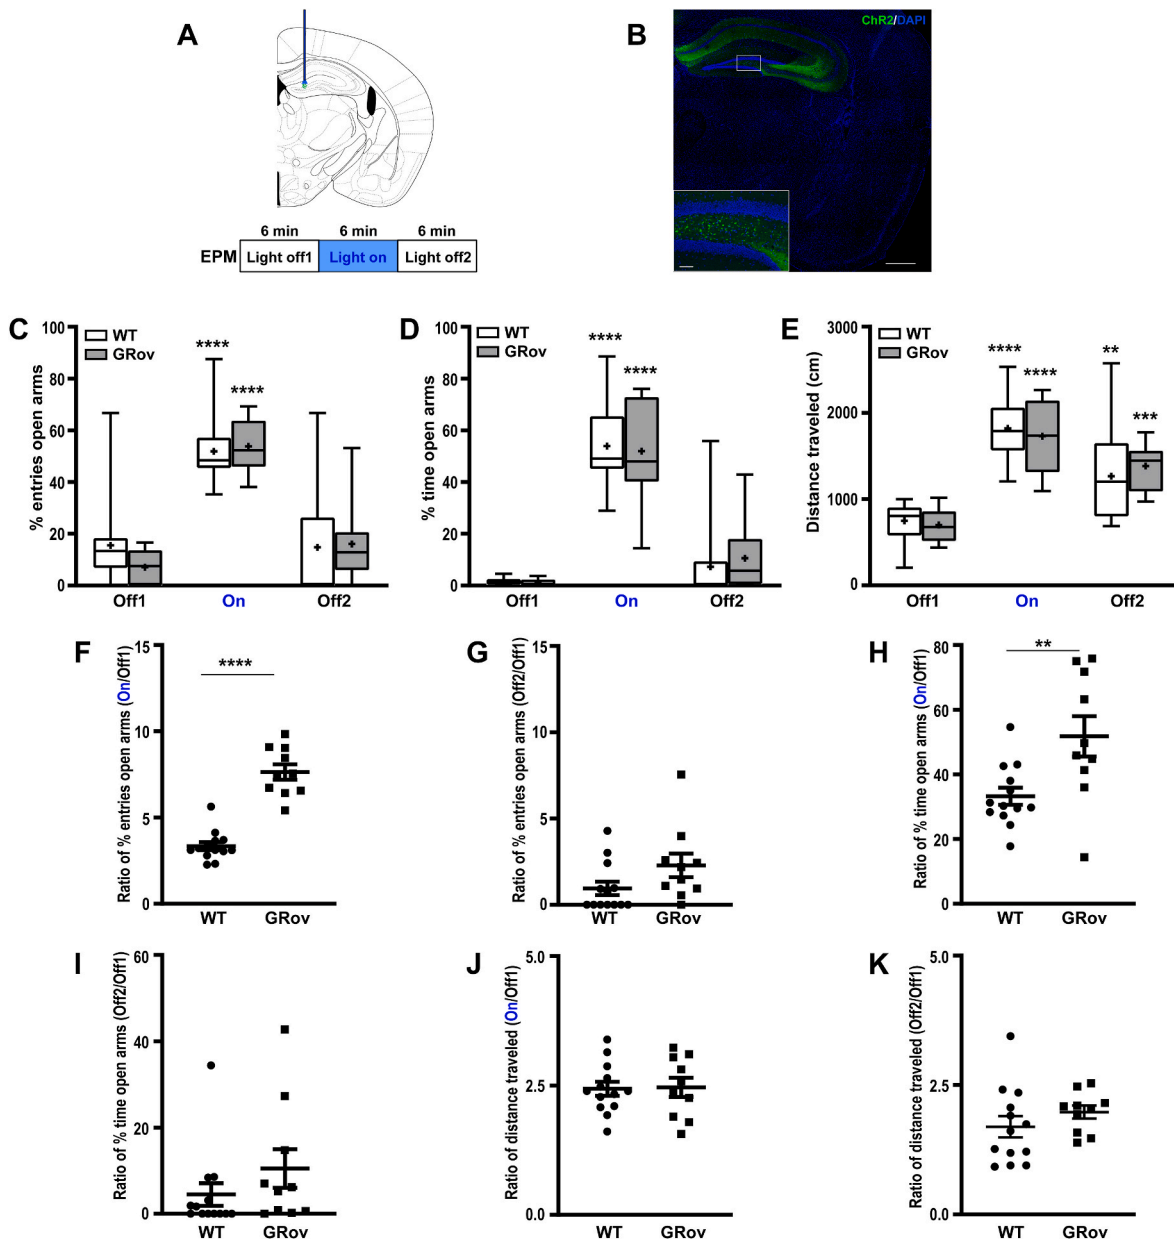 A
6 min 6 min 6 min
EPM Light off1 Light on Light off2
B
ChR2/DAPI
C
% entries open arms
100
80
60
40
20
0
WT
GRov
****
****
Off1 On Off2
D
% time open arms
100
80
60
40
20
0
WT
GRov
****
****
Off1 On Off2
E
Distance traveled (cm)
3000
2000
1000
0
WT
GRov
****
****
**
***
Off1 On Off2
F
Ratio of % entries open arms (On/Off1)
15
10
5
0
****
WT GRov
G
Ratio of % entries open arms (Off2/Off1)
15
10
5
0
WT GRov
H
Ratio of % time open arms (On/Off1)
80
60
40
20
0
**
WT GRov
I
Ratio of % time open arms (Off2/Off1)
60
40
20
0
WT GRov
J
Ratio of distance traveled (On/Off1)
5.0
2.5
0.0
WT GRov
K
Ratio of distance traveled (Off2/Off1)
5.0
2.5
0.0
WT GRov